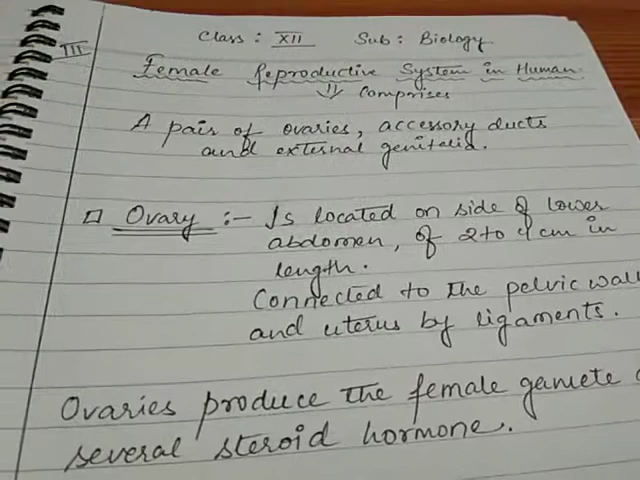 Class : XII Sub : Biology
III
Female Reproductive System in Human
⇓ Comprises
A pair of ovaries, accessory ducts
and external genitalia.
□ Ovary :- Is located on side of lower
abdomen, of 2 to 4 cm in
length.
Connected to the pelvic wall
and uterus by ligaments.
Ovaries produce the female gamete
several steroid hormone.